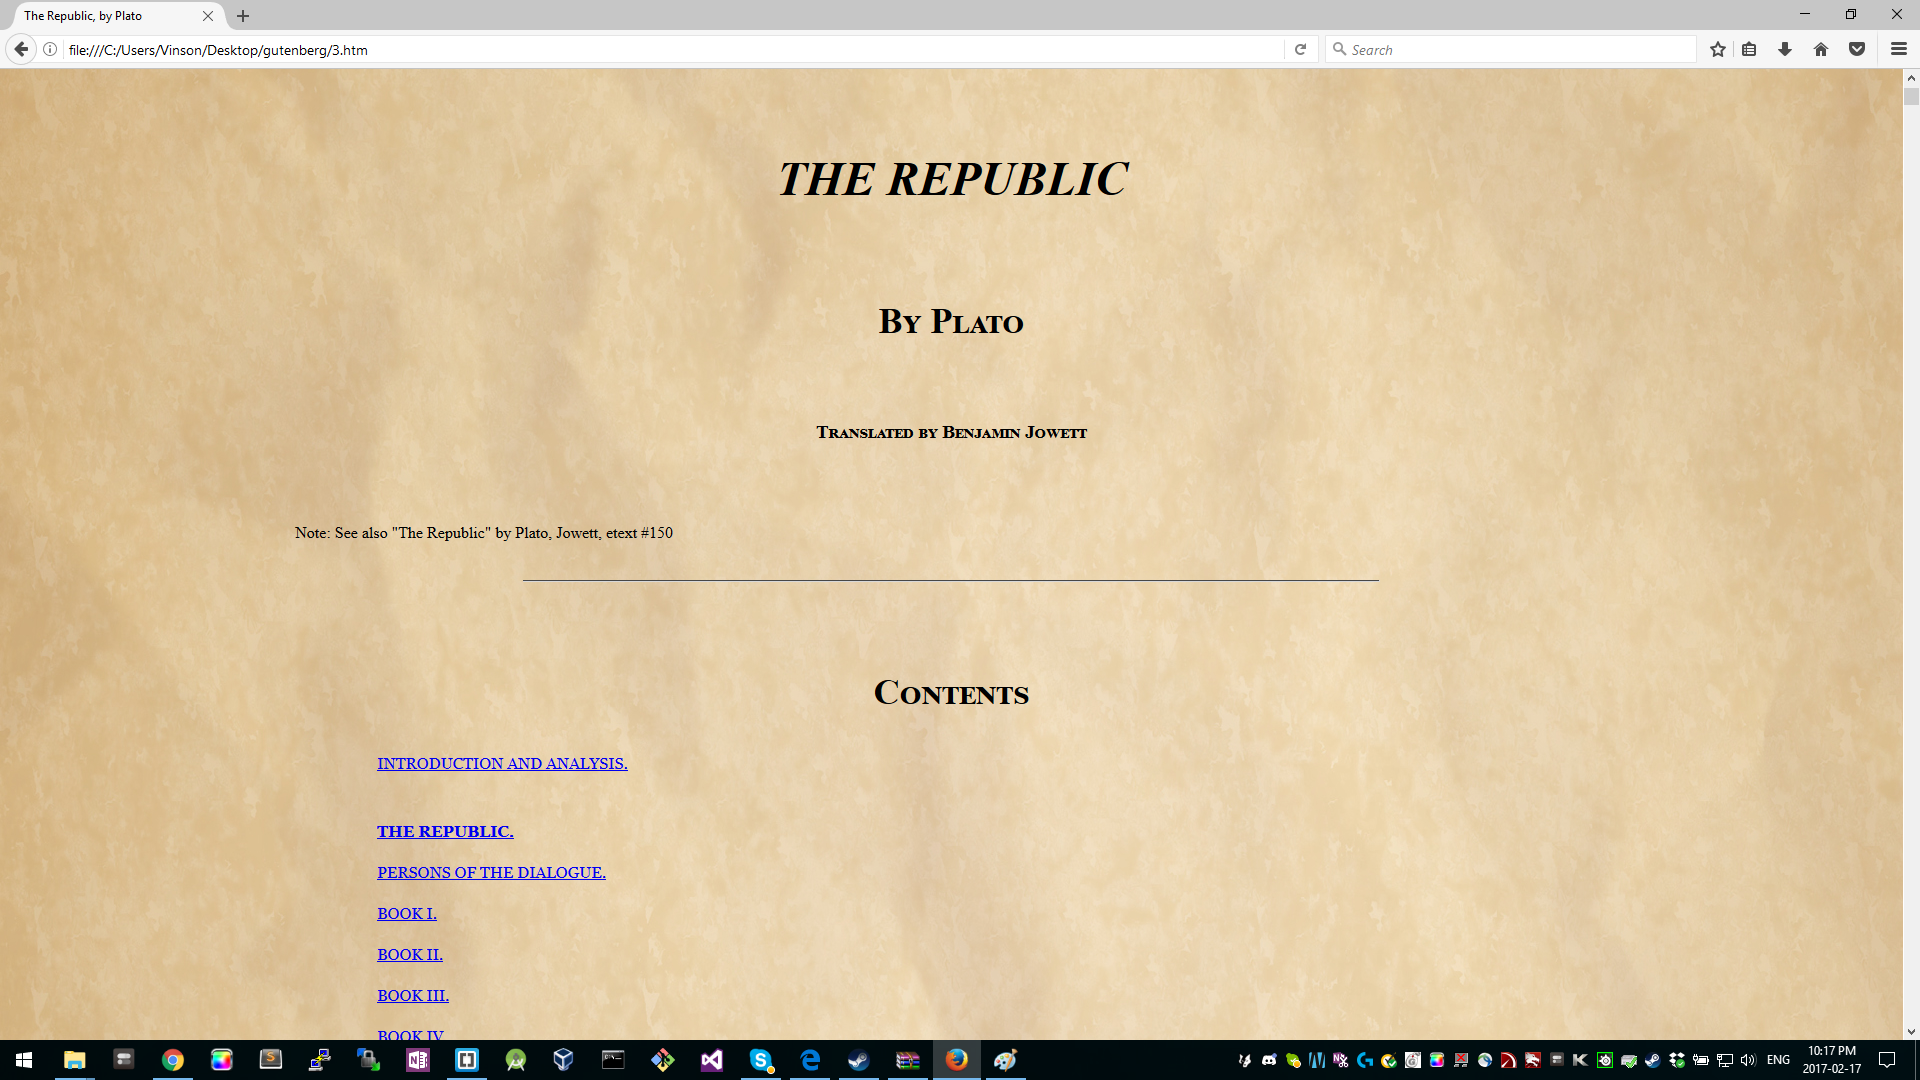 The Republic, by Plato
file:///C:/Users/Vinson/Desktop/gutenberg/3.htm
Search
THE REPUBLIC
BY PLATO
TRANSLATED BY BENJAMIN JOWETT
Note: See also "The Republic" by Plato, Jowett, etext #150
CONTENTS
INTRODUCTION AND ANALYSIS.
THE REPUBLIC.
PERSONS OF THE DIALOGUE.
BOOK I.
BOOK II.
BOOK III.
BOOK IV.
ENG
10:17 PM
2017-02-17